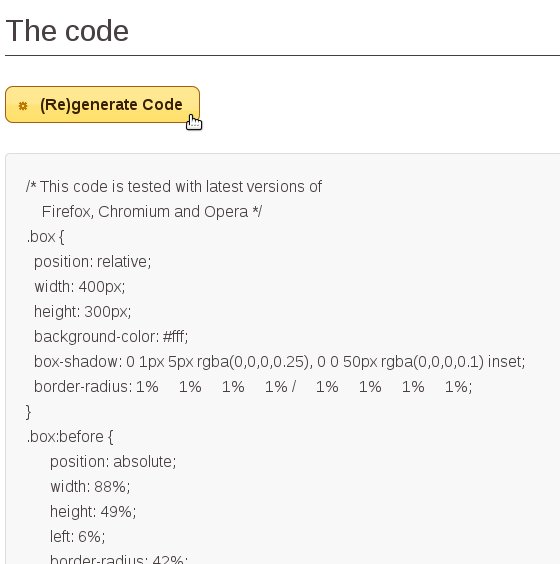 The code
(Re)generate Code
/* This code is tested with latest versions of
Firefox, Chromium and Opera */
.box {
position: relative;
width: 400px;
height: 300px;
background-color: #fff;
box-shadow: 0 1px 5px rgba(0,0,0,0.25), 0 0 50px rgba(0,0,0,0.1) inset;
border-radius: 1% 1% 1% 1% / 1% 1% 1% 1%;
}
.box:before {
position: absolute;
width: 88%;
height: 49%;
left: 6%;
border-radius: 42%;